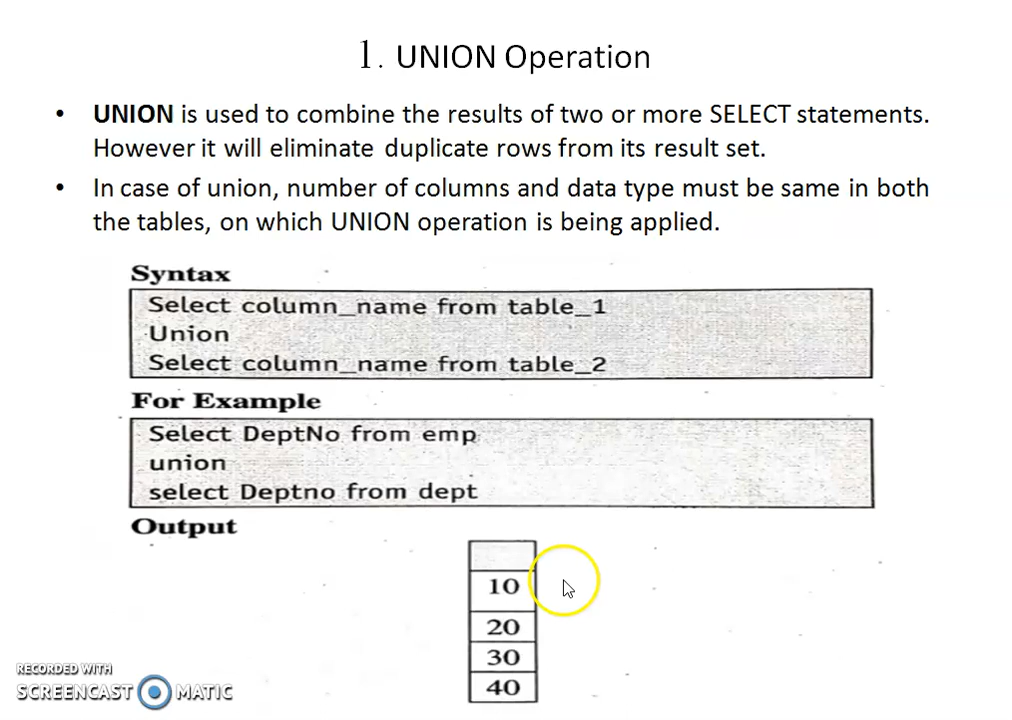 1. UNION Operation
• UNION is used to combine the results of two or more SELECT statements.
However it will eliminate duplicate rows from its result set.
• In case of union, number of columns and data type must be same in both
the tables, on which UNION operation is being applied.
Syntax
Select column_name from table_1
Union
Select column_name from table_2
For Example
Select DeptNo from emp
union
select Deptno from dept
Output
10
20
30
40
RECORDED WITH
SCREENCAST MATIC